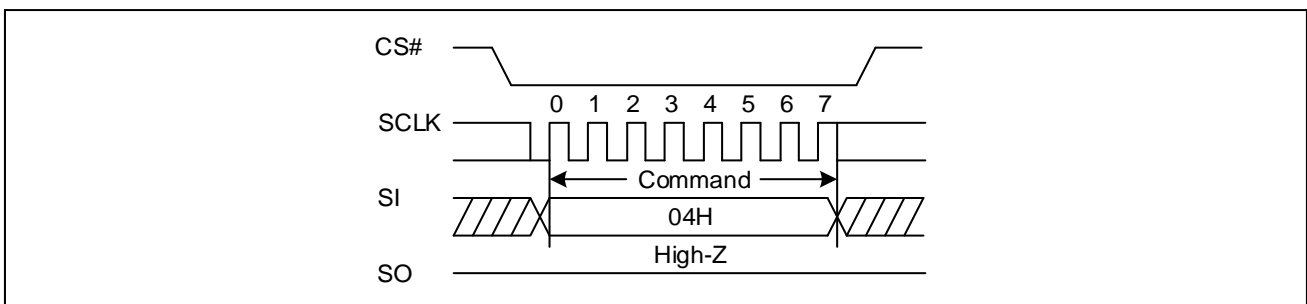 CS#
0 1 2 3 4 5 6 7
SCLK
Command
SI
04H
High-Z
SO